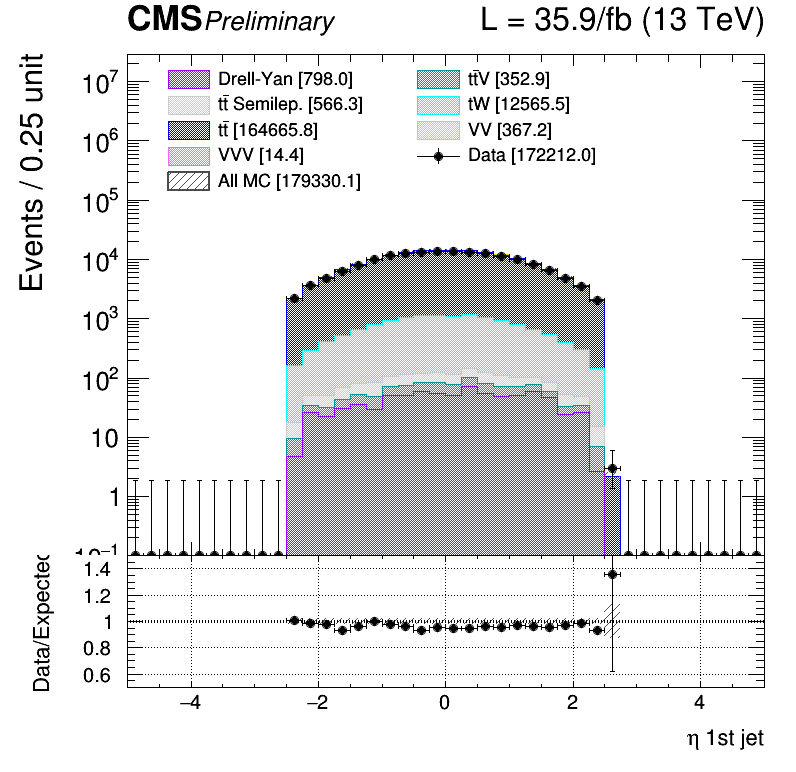 CMS Preliminary L = 35.9/fb (13 TeV)
Events / 0.25 unit
Drell-Yan [798.0]
tt̄ Semilep. [566.3]
tt̄ [164665.8]
VVV [14.4]
All MC [179330.1]
tt̄V [352.9]
tW [12565.5]
VV [367.2]
Data [172212.0]
10⁷
10⁶
10⁵
10⁴
10³
10²
10
1
10⁻¹
Data/Expected
1.4
1.2
1
0.8
0.6
−4 −2 0 2 4
η 1st jet